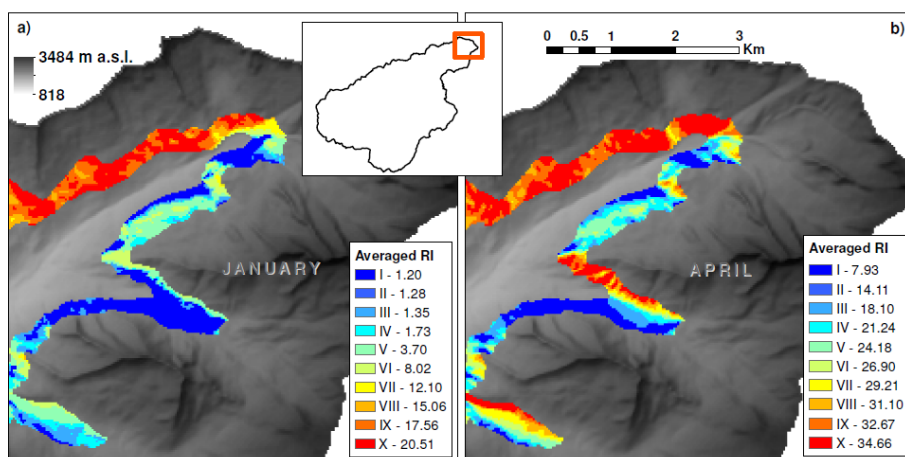 a)
3484 m a.s.l.
818
JANUARY
Averaged RI
I - 1.20
II - 1.28
III - 1.35
IV - 1.73
V - 3.70
VI - 8.02
VII - 12.10
VIII - 15.06
IX - 17.56
X - 20.51
b)
0 0.5 1 2 3
Km
APRIL
Averaged RI
I - 7.93
II - 14.11
III - 18.10
IV - 21.24
V - 24.18
VI - 26.90
VII - 29.21
VIII - 31.10
IX - 32.67
X - 34.66